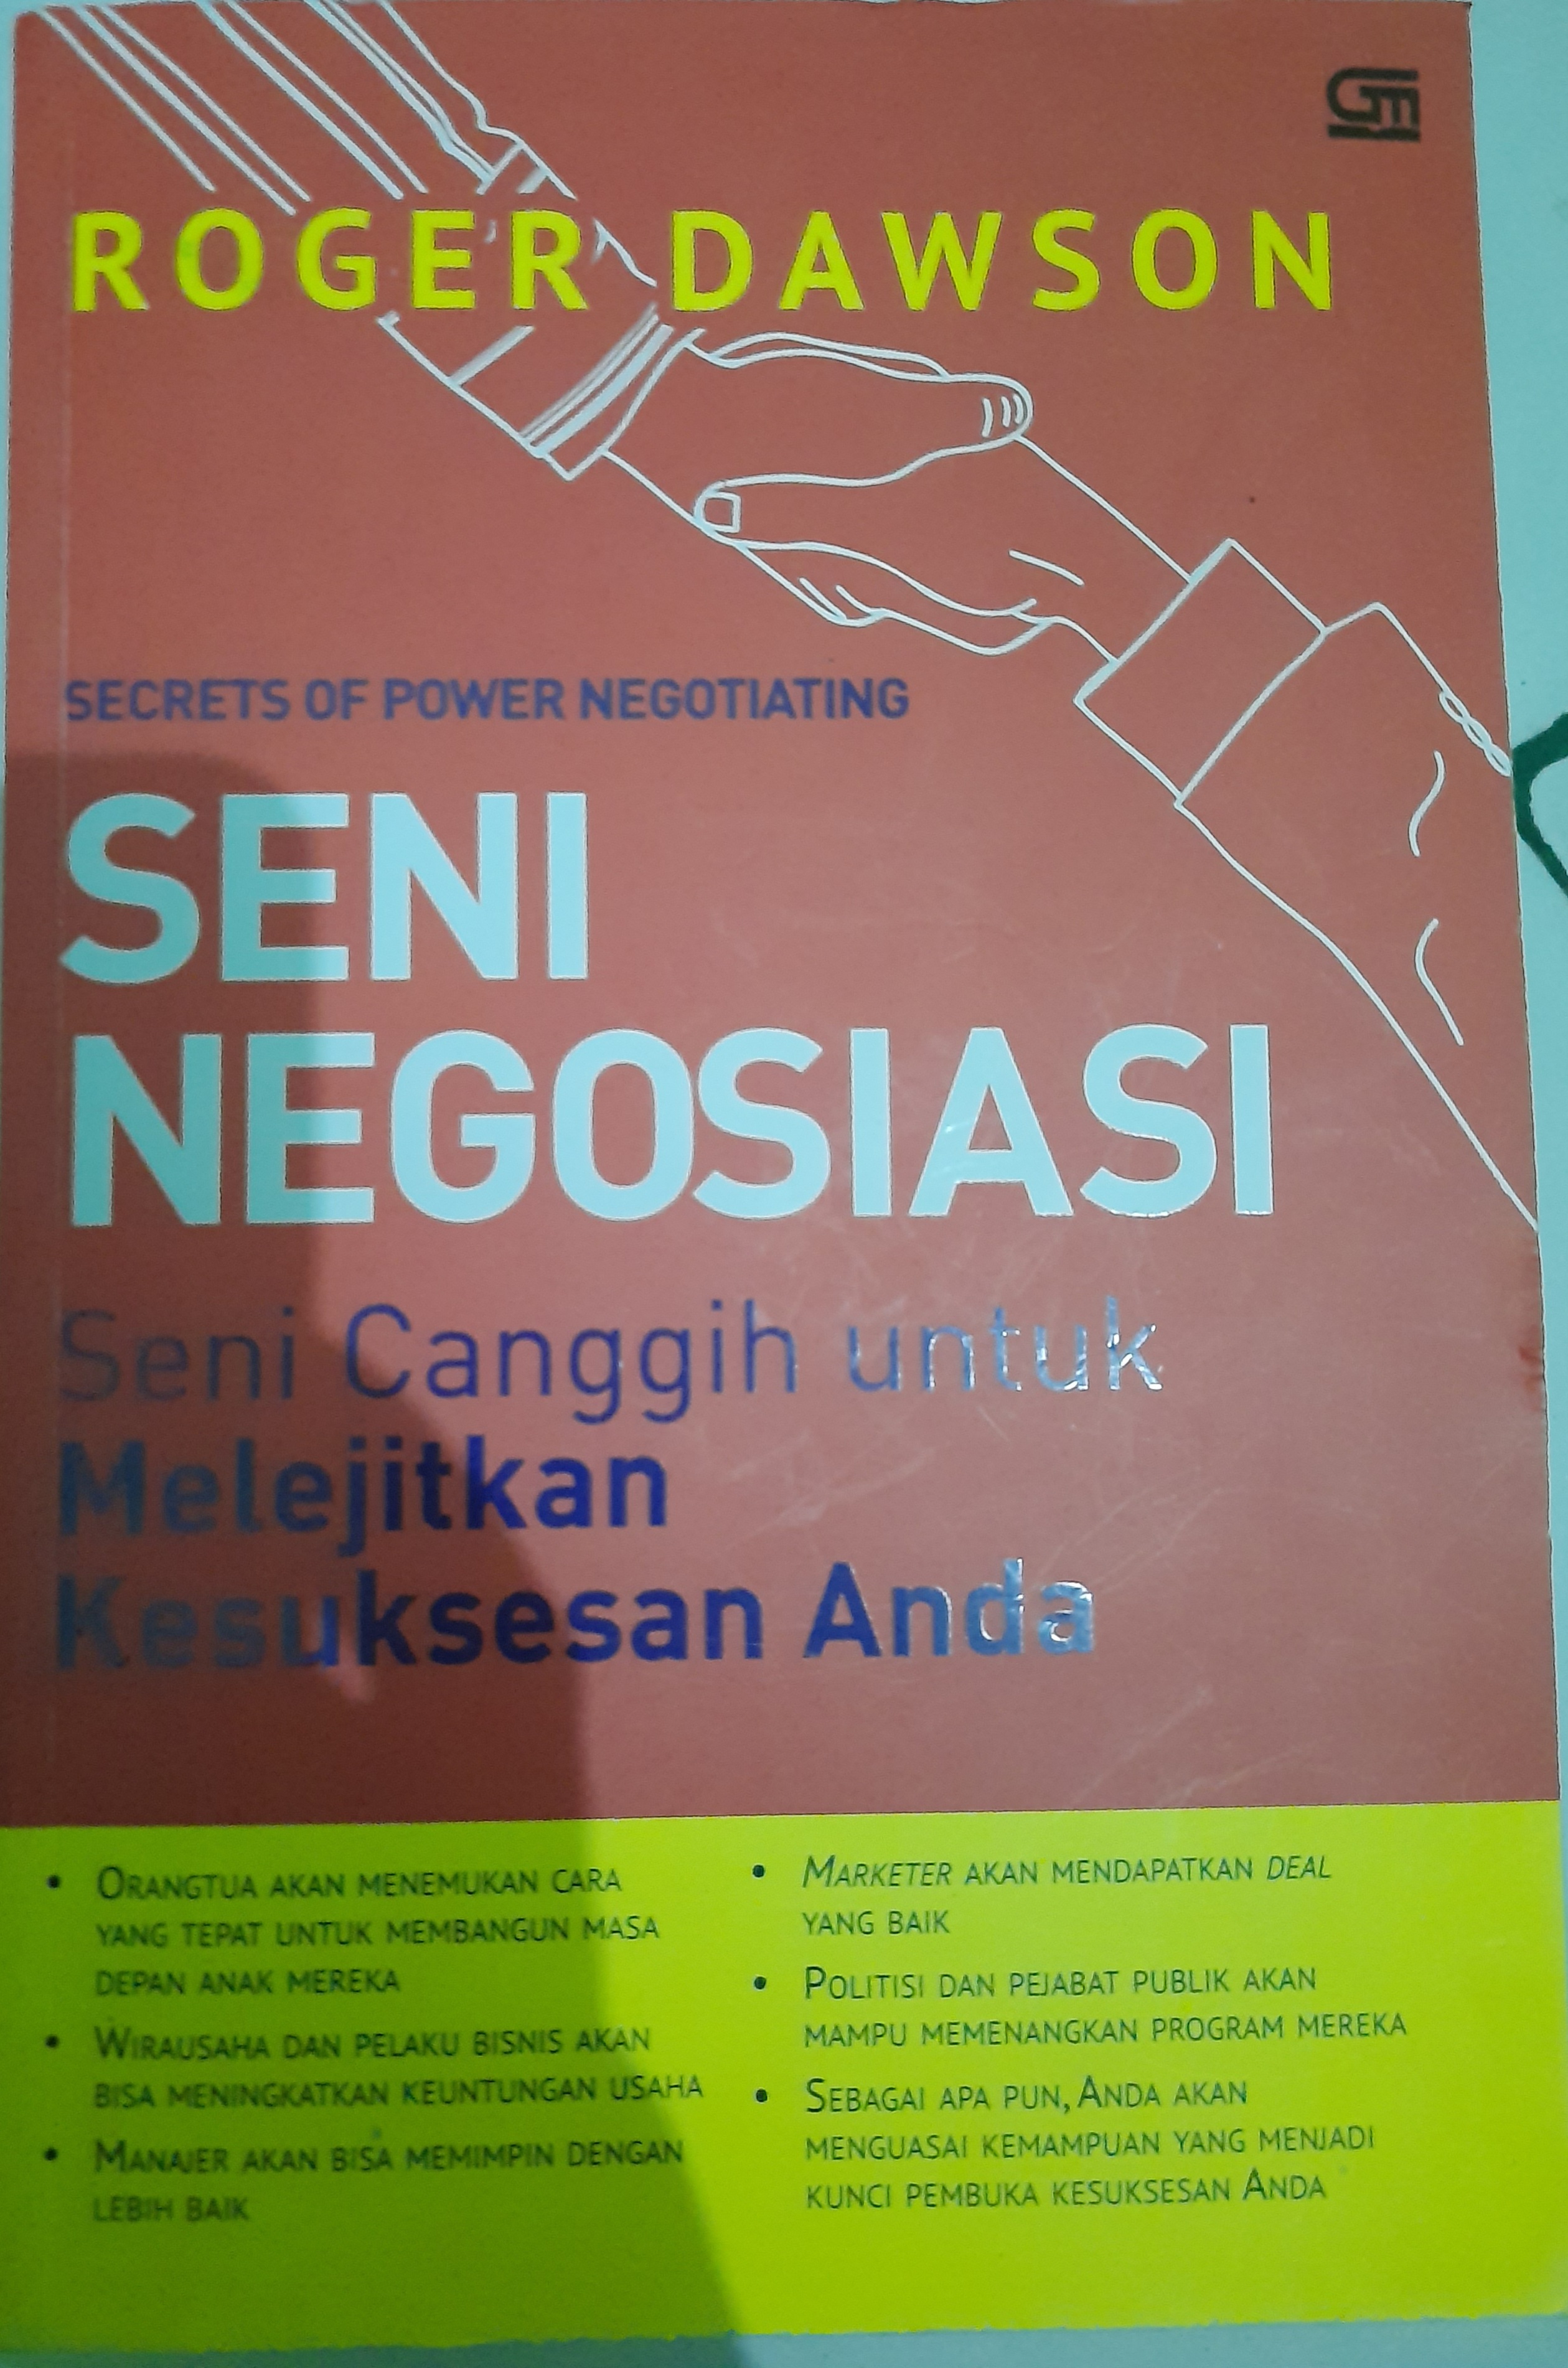 ROGER DAWSON
SECRETS OF POWER NEGOTIATING
SENI
NEGOSIASI
Seni Canggih untuk
Melejitkan
Kesuksesan Anda
• ORANGTUA AKAN MENEMUKAN CARA
YANG TEPAT UNTUK MEMBANGUN MASA
DEPAN ANAK MEREKA
• WIRAUSAHA DAN PELAKU BISNIS AKAN
BISA MENINGKATKAN KEUNTUNGAN USAHA
• MANAJER AKAN BISA MEMIMPIN DENGAN
LEBIH BAIK
• MARKETER AKAN MENDAPATKAN DEAL
YANG BAIK
• POLITISI DAN PEJABAT PUBLIK AKAN
MAMPU MEMENANGKAN PROGRAM MEREKA
• SEBAGAI APA PUN, ANDA AKAN
MENGUASAI KEMAMPUAN YANG MENJADI
KUNCI PEMBUKA KESUKSESAN ANDA